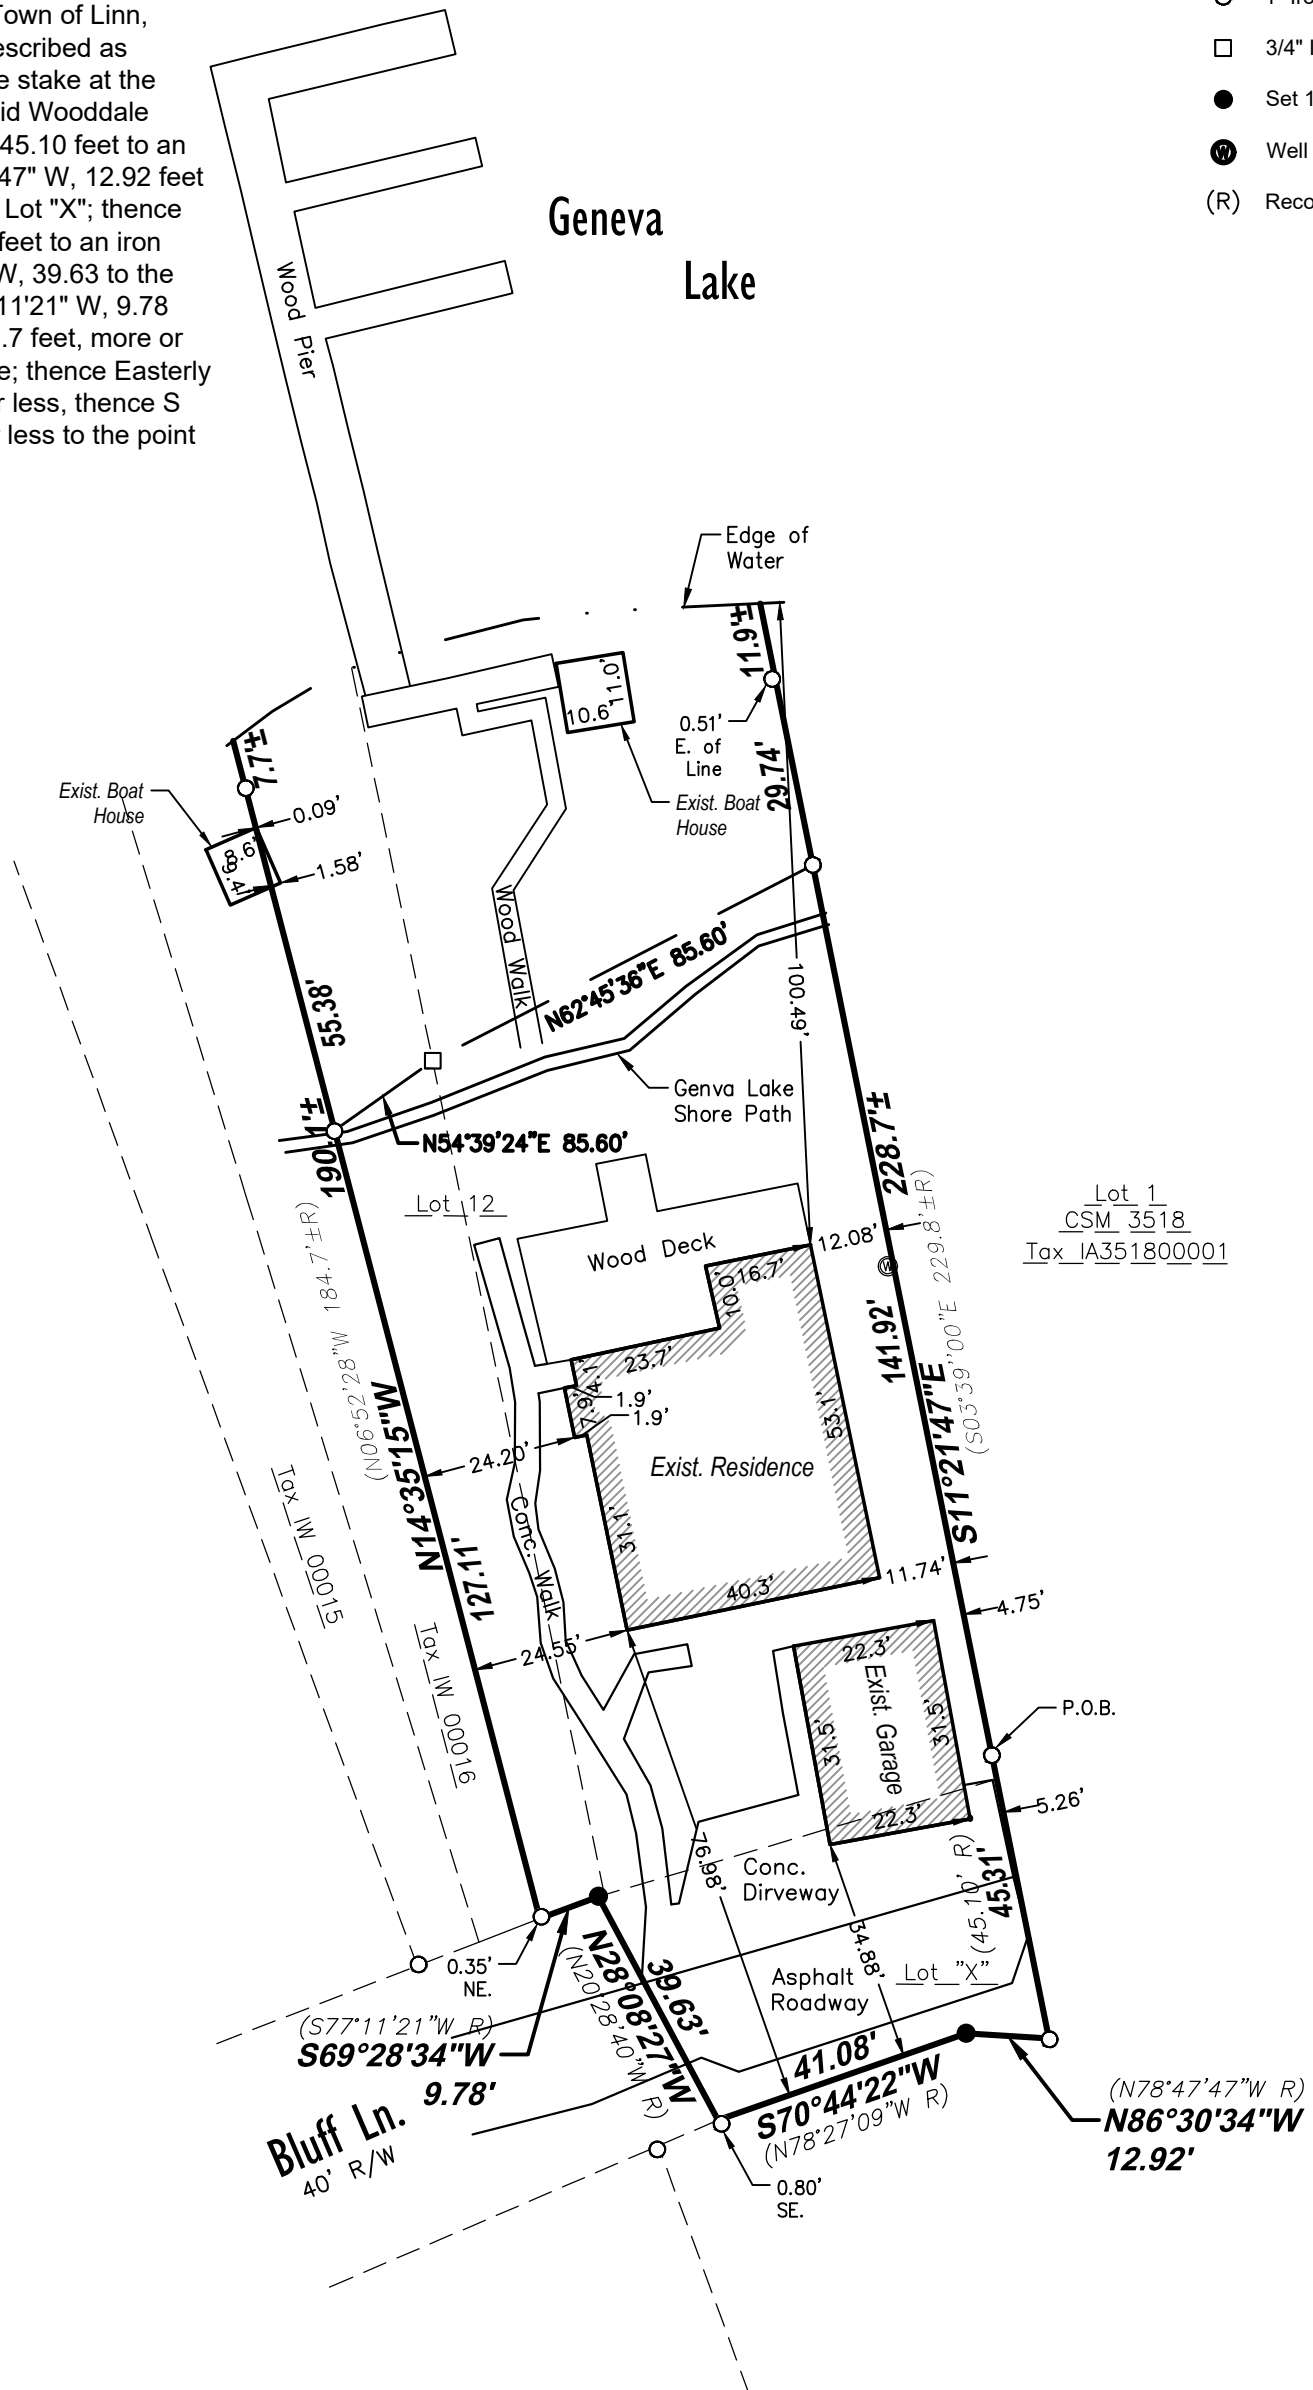 Town of Linn,
escribed as
e stake at the
id Wooddale
45.10 feet to an
47" W, 12.92 feet
Lot "X"; thence
feet to an iron
W, 39.63 to the
11'21" W, 9.78
.7 feet, more or
e; thence Easterly
r less, thence S
r less to the point
3/4" I
Set 1
W Well
(R) Reco
Geneva
Lake
Wood Pier
Edge of
Water
11.9'±
0.51'
E. of
Line
29.74'
11.0'
10.6'
Exist. Boat
House
7.7'±
Exist. Boat
House
0.09'
8.6'
9.4'
1.58'
Wood Walk
55.38'
N62°45'36"E 85.60'
100.49'
Genva Lake
Shore Path
N54°39'24"E 85.60'
190.1'±
228.7'±
Lot 12
(N06°52'28"W 184.7'±R)
Lot 1
CSM 3518
Tax IA351800001
Wood Deck
12.08'
W
16.7'
10.0'
23.7'
4.1'
7.9'
1.9'
1.9'
53.1'
141.92'
S11°21'47"E
(S03°39'00"E 229.8'±R)
N14°35'15"W
127.11'
24.20'
Exist. Residence
Conc. Walk
31.1'
40.3'
11.74'
4.75'
24.55'
Tax IW 00015
Tax IW 00016
22.3'
Exist. Garage
31.5'
31.5'
22.3'
P.O.B.
5.26'
76.98'
Conc.
Dirveway
45.31'
(45.10' R)
34.88'
Asphalt
Roadway
Lot "X"
0.35'
NE.
N28°08'27"W
39.63'
(N20°28'40"W R)
(S77°11'21"W R)
S69°28'34"W
9.78'
41.08'
S70°44'22"W
(N78°27'09"W R)
(N78°47'47"W R)
N86°30'34"W
12.92'
Bluff Ln.
40' R/W
0.80'
SE.